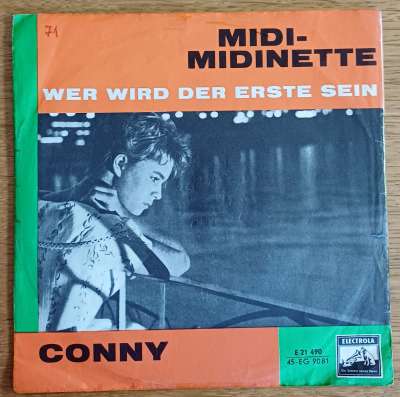 71
MIDI-
MIDINETTE
WER WIRD DER ERSTE SEIN
CONNY
E 21 490
45-EG 9081
ELECTROLA